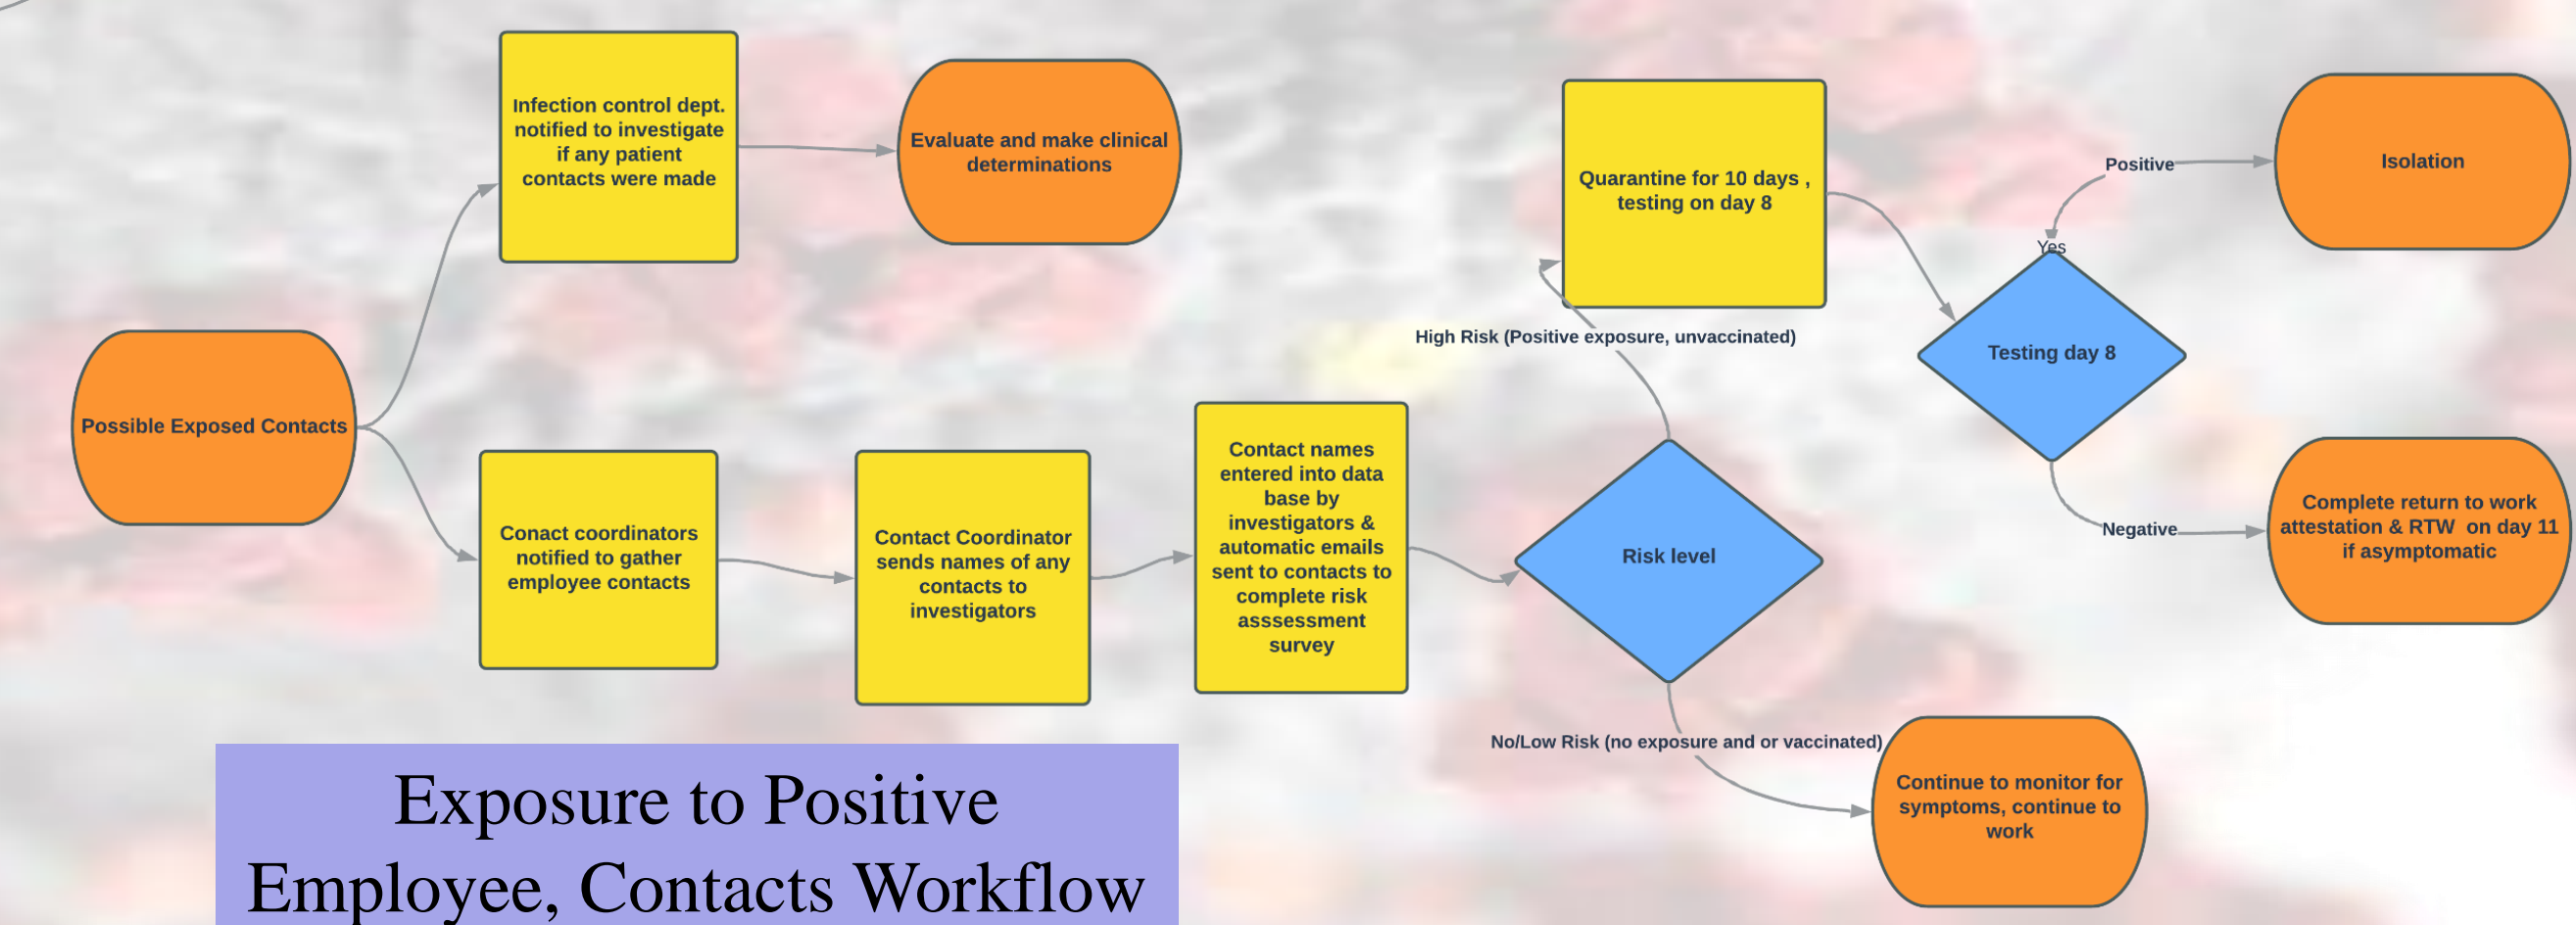 Infection control dept.
notified to investigate
if any patient
contacts were made
Evaluate and make clinical
determinations
Possible Exposed Contacts
Conact coordinators
notified to gather
employee contacts
Contact Coordinator
sends names of any
contacts to
investigators
Contact names
entered into data
base by
investigators &
automatic emails
sent to contacts to
complete risk
asssessment
survey
Risk level
High Risk (Positive exposure, unvaccinated)
Quarantine for 10 days ,
testing on day 8
Testing day 8
Yes
Positive
Isolation
Negative
Complete return to work
attestation & RTW  on day 11
if asymptomatic
No/Low Risk (no exposure and or vaccinated)
Continue to monitor for
symptoms, continue to
work
Exposure to Positive
Employee, Contacts Workflow